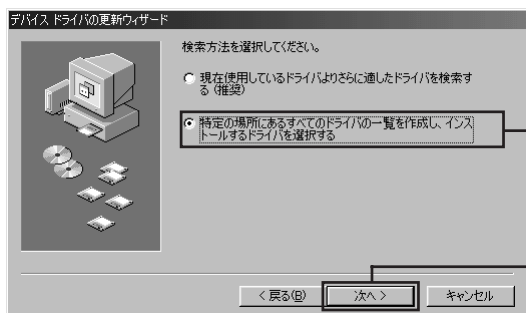 デバイス ドライバの更新ウィザード
検索方法を選択してください。
現在使用しているドライバよりさらに適したドライバを検索す
る (推奨)
特定の場所にあるすべてのドライバの一覧を作成し、インス
トールするドライバを選択する
< 戻る(B)
次へ >
キャンセル